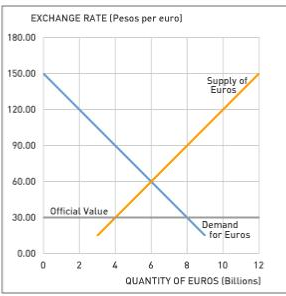 EXCHANGE RATE (Pesos per euro)
180.00
150.00
Supply of
Euros
120.00
90.00
60.00
Official Value
30.00
Demand
for Euros
0.00
0 2 4 6 8 10 12
QUANTITY OF EUROS (Billions)